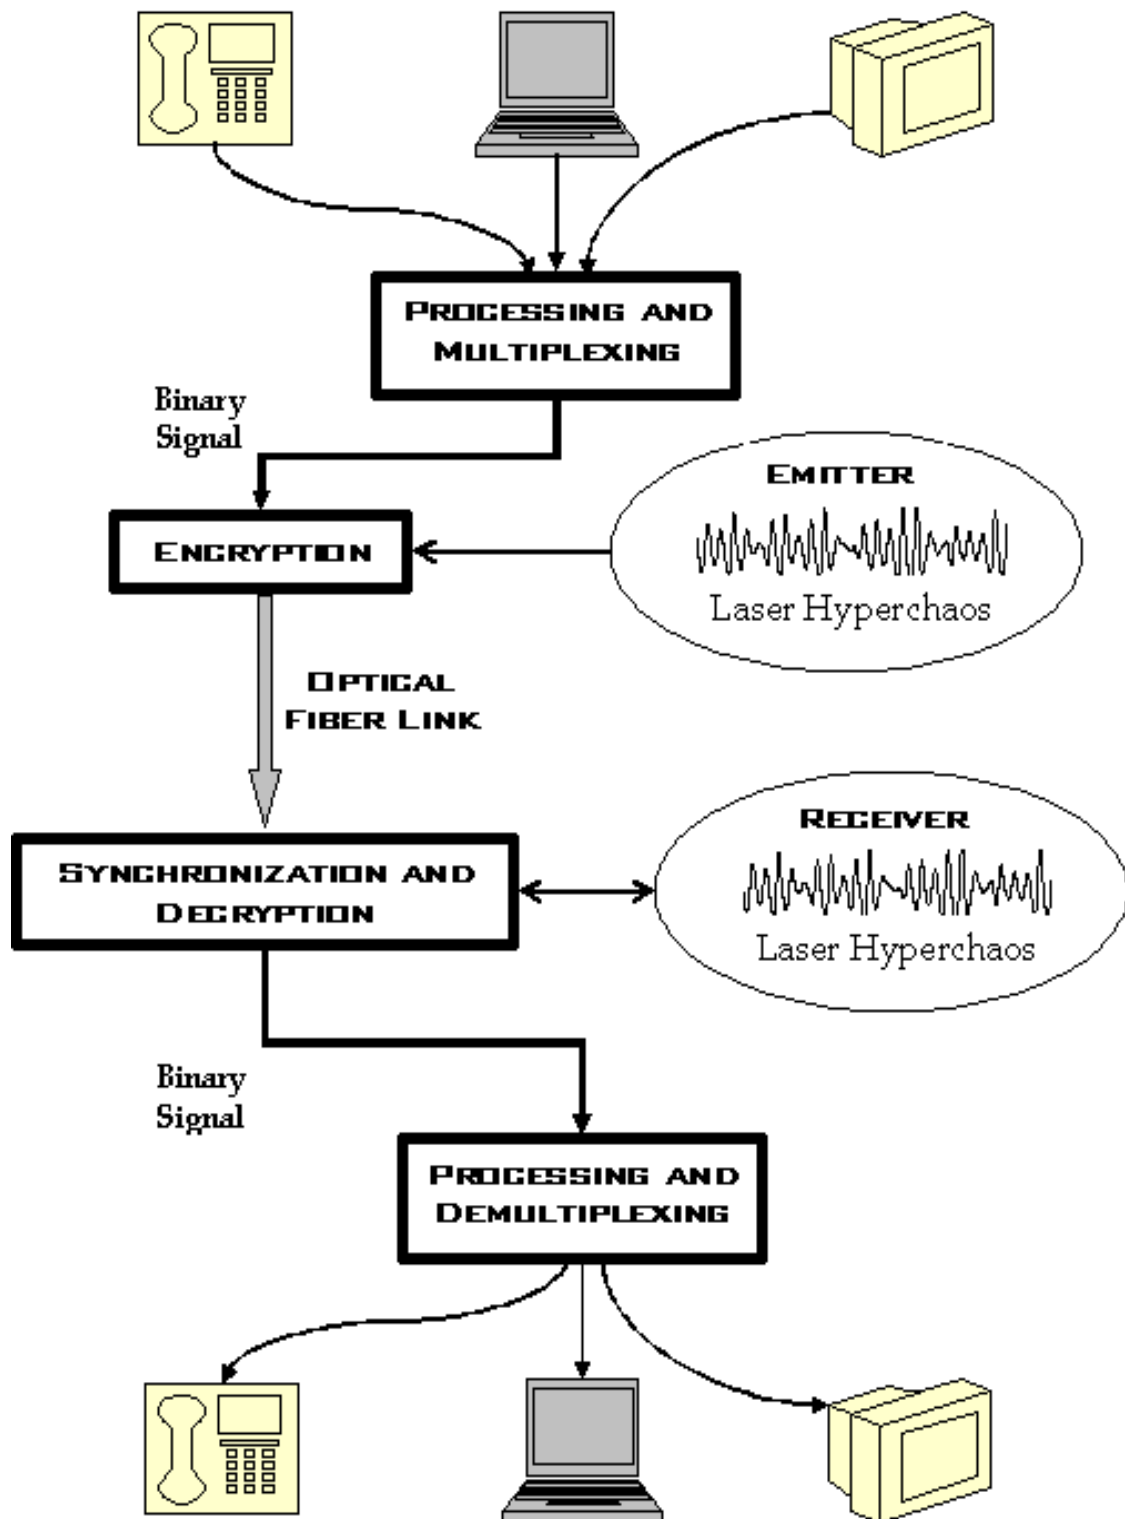 PROCESSING AND
MULTIPLEXING
Binary
Signal
EMITTER
Laser Hyperchaos
ENCRYPTION
OPTICAL
FIBER LINK
RECEIVER
Laser Hyperchaos
SYNCHRONIZATION AND
DECRYPTION
Binary
Signal
PROCESSING AND
DEMULTIPLEXING